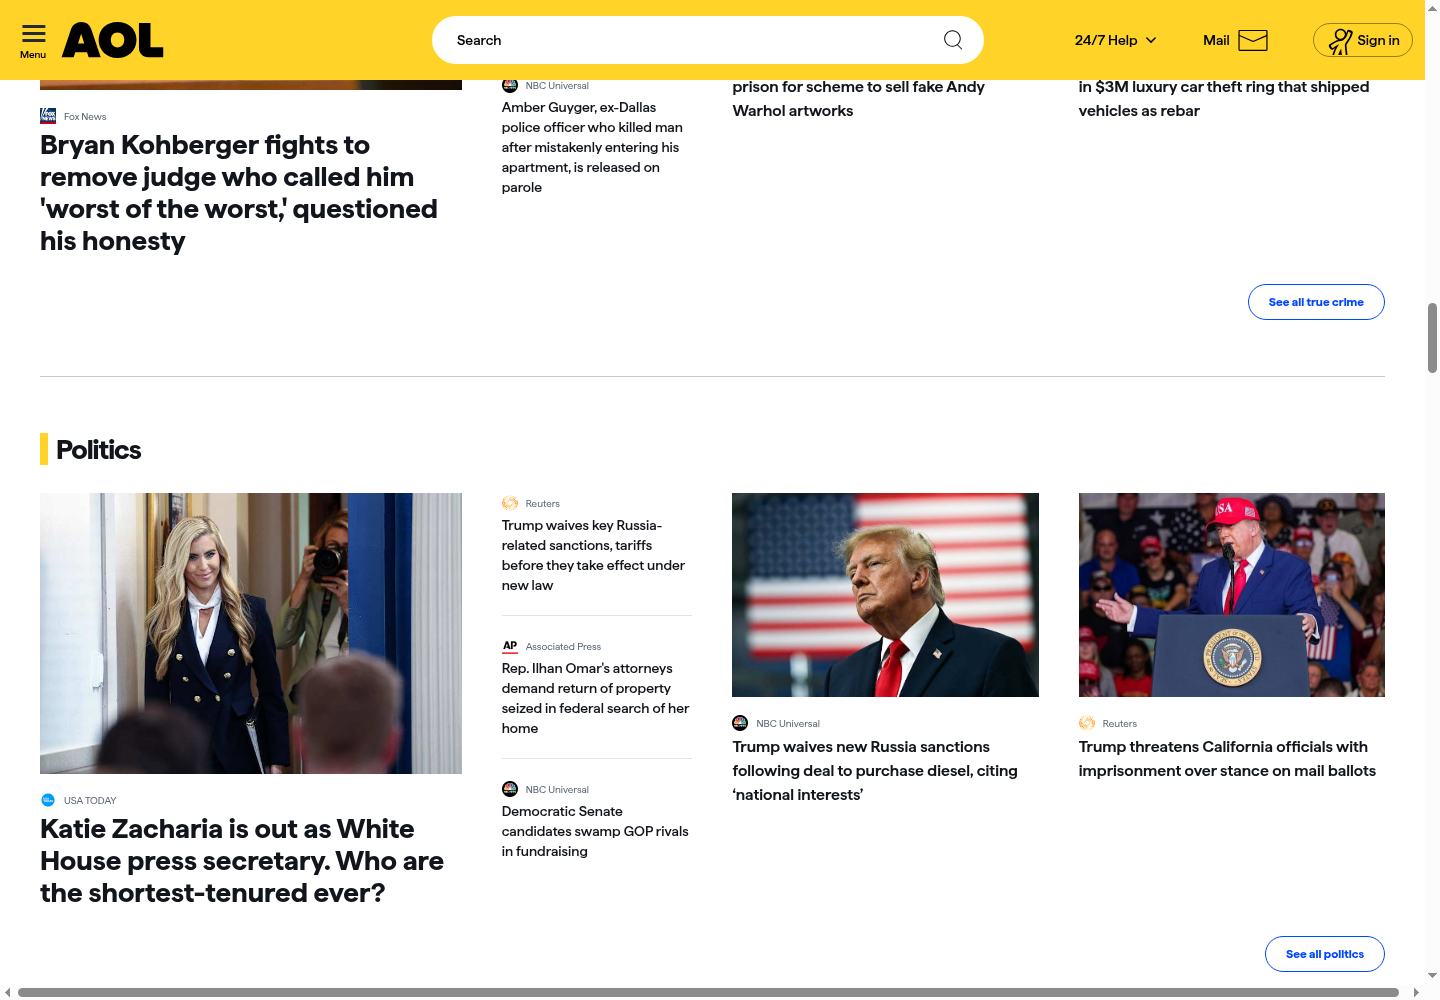 Menu
AOL
Search
24/7 Help
Mail
Sign in
Fox News
Bryan Kohberger fights to
remove judge who called him
'worst of the worst,' questioned
his honesty
NBC Universal
Amber Guyger, ex-Dallas
police officer who killed man
after mistakenly entering his
apartment, is released on
parole
prison for scheme to sell fake Andy
Warhol artworks
in $3M luxury car theft ring that shipped
vehicles as rebar
See all true crime
Politics
USA TODAY
Katie Zacharia is out as White
House press secretary. Who are
the shortest-tenured ever?
Reuters
Trump waives key Russia-
related sanctions, tariffs
before they take effect under
new law
AP
Associated Press
Rep. Ilhan Omar's attorneys
demand return of property
seized in federal search of her
home
NBC Universal
Democratic Senate
candidates swamp GOP rivals
in fundraising
NBC Universal
Trump waives new Russia sanctions
following deal to purchase diesel, citing
‘national interests’
USA
Reuters
Trump threatens California officials with
imprisonment over stance on mail ballots
See all politics